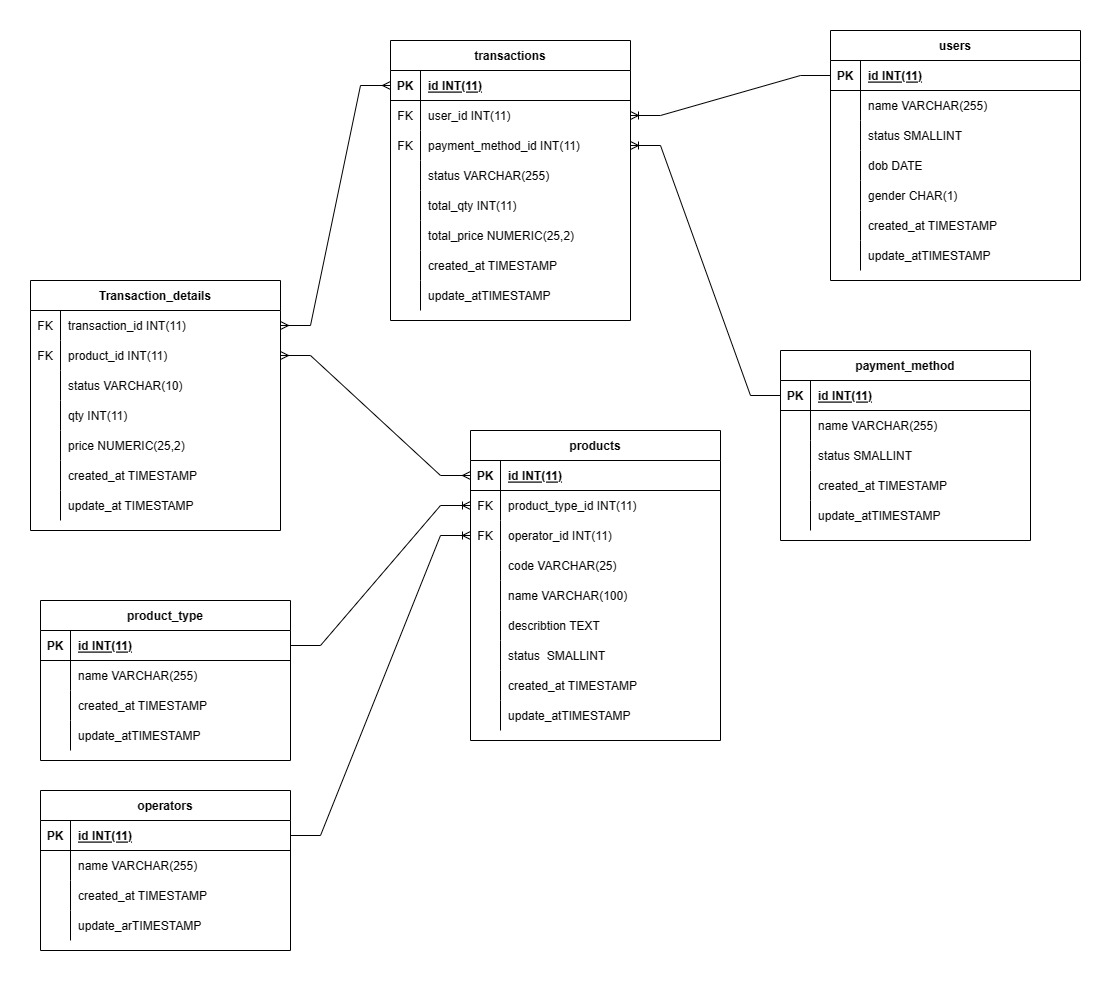 transactions
PK id INT(11)
FK user_id INT(11)
FK payment_method_id INT(11)
status VARCHAR(255)
total_qty INT(11)
total_price NUMERIC(25,2)
created_at TIMESTAMP
update_atTIMESTAMP
users
PK id INT(11)
name VARCHAR(255)
status SMALLINT
dob DATE
gender CHAR(1)
created_at TIMESTAMP
update_atTIMESTAMP
Transaction_details
FK transaction_id INT(11)
FK product_id INT(11)
status VARCHAR(10)
qty INT(11)
price NUMERIC(25,2)
created_at TIMESTAMP
update_at TIMESTAMP
payment_method
PK id INT(11)
name VARCHAR(255)
status SMALLINT
created_at TIMESTAMP
update_atTIMESTAMP
products
PK id INT(11)
FK product_type_id INT(11)
FK operator_id INT(11)
code VARCHAR(25)
name VARCHAR(100)
describtion TEXT
status  SMALLINT
created_at TIMESTAMP
update_atTIMESTAMP
product_type
PK id INT(11)
name VARCHAR(255)
created_at TIMESTAMP
update_atTIMESTAMP
operators
PK id INT(11)
name VARCHAR(255)
created_at TIMESTAMP
update_arTIMESTAMP